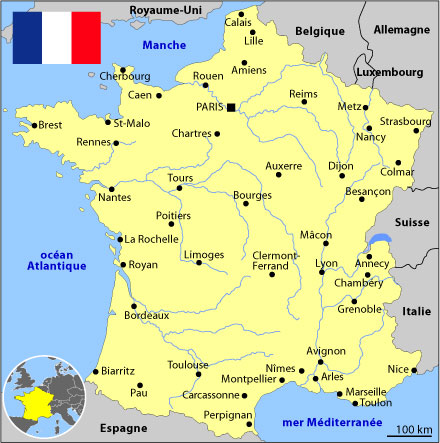 Royaume-Uni
Calais
Lille
Manche
Belgique
Allemagne
Amiens
Cherbourg
Rouen
Luxembourg
Caen
PARIS
Reims
Metz
Brest
St-Malo
Strasbourg
Rennes
Chartres
Nancy
Colmar
Auxerre
Dijon
Tours
Besançon
Nantes
Bourges
Poitiers
Suisse
La Rochelle
Mâcon
océan
Atlantique
Royan
Limoges
Clermont-
Ferrand
Lyon
Annecy
Chambéry
Grenoble
Italie
Bordeaux
Avignon
Biarritz
Toulouse
Nîmes
Nice
Pau
Montpellier
Arles
Carcassonne
Marseille
Toulon
Perpignan
mer Méditerranée
Espagne
100 km